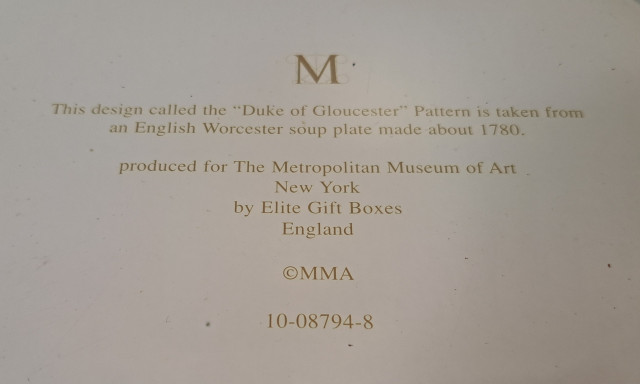 M
This design called the "Duke of Gloucester" Pattern is taken from
an English Worcester soup plate made about 1780.
produced for The Metropolitan Museum of Art
New York
by Elite Gift Boxes
England
©MMA
10-08794-8